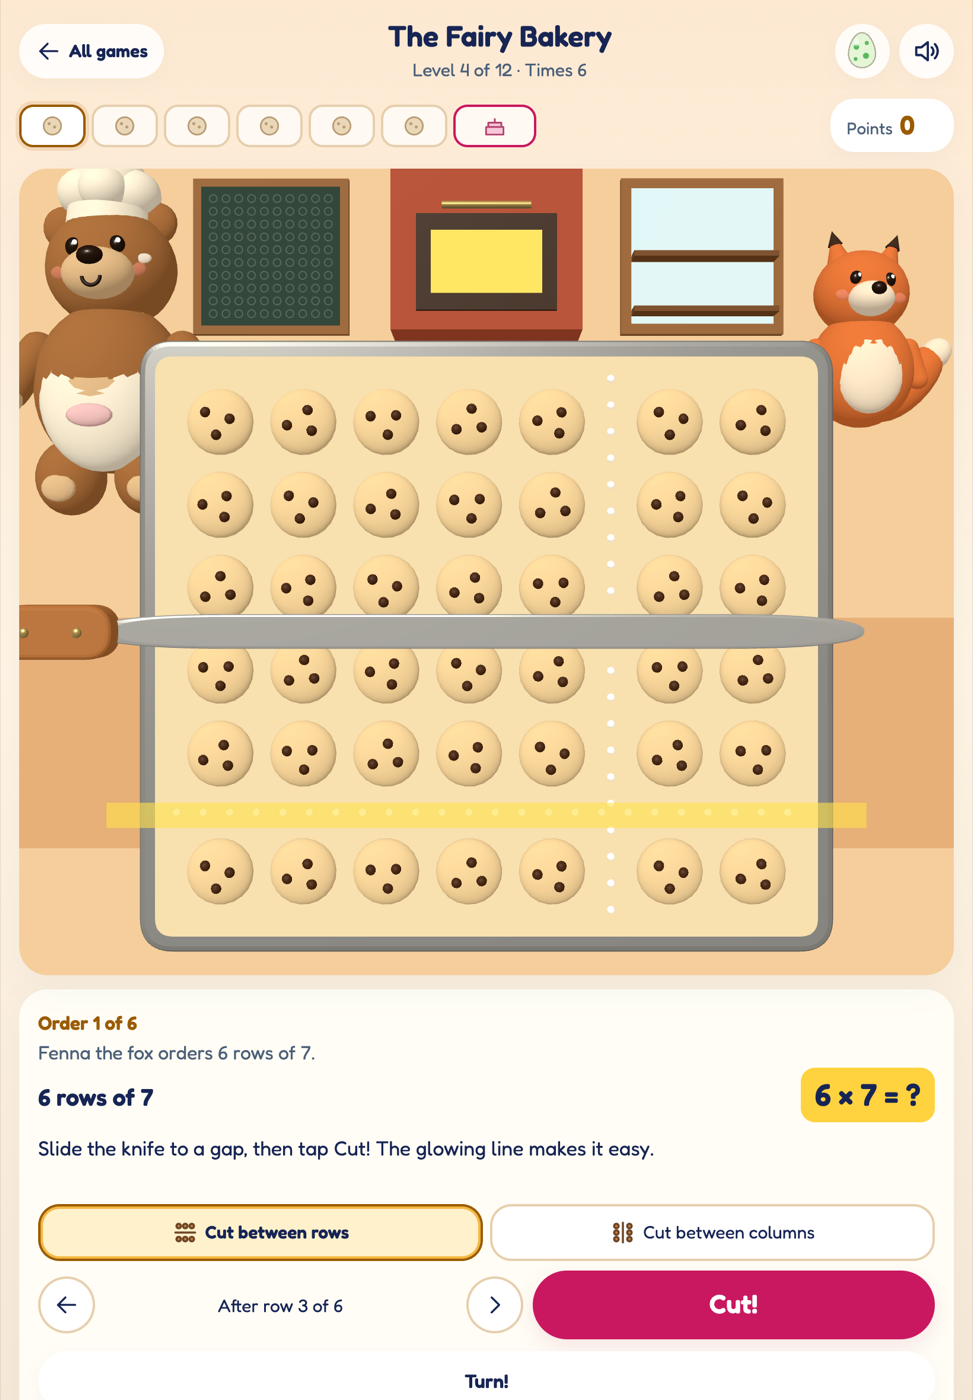 All games
The Fairy Bakery
Level 4 of 12 · Times 6
Points 0
Order 1 of 6
Fenna the fox orders 6 rows of 7.
6 rows of 7
6 × 7 = ?
Slide the knife to a gap, then tap Cut! The glowing line makes it easy.
Cut between rows
Cut between columns
After row 3 of 6
Cut!
Turn!